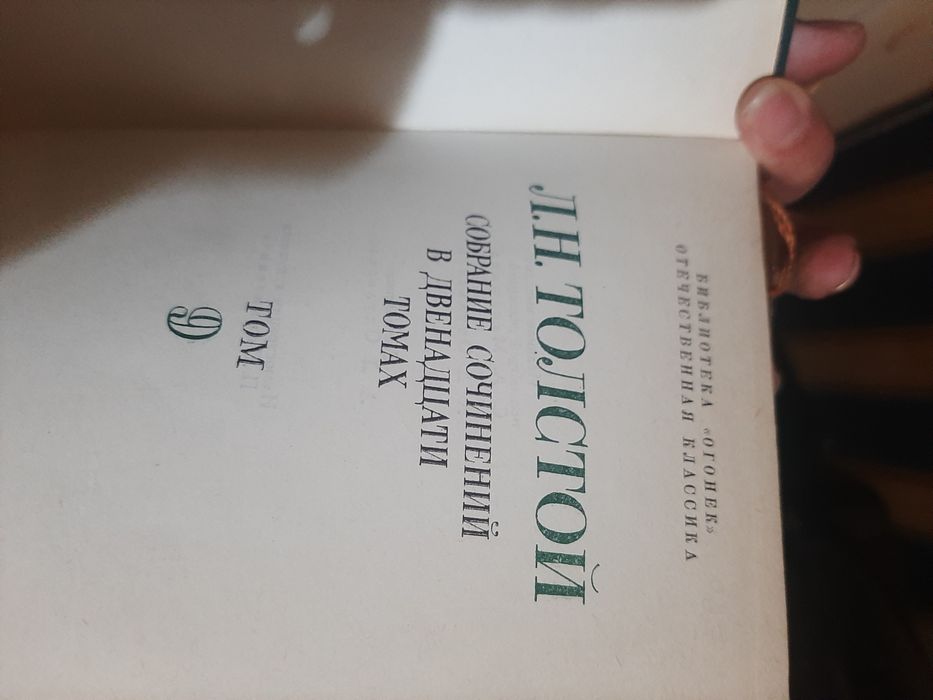 БИБЛИОТЕКА «ОГОНЕК»
ОТЕЧЕСТВЕННАЯ КЛАССИКА
Л.Н. ТОЛСТОЙ
СОБРАНИЕ СОЧИНЕНИЙ
В ДВЕНАДЦАТИ
ТОМАХ
ТОМ
9